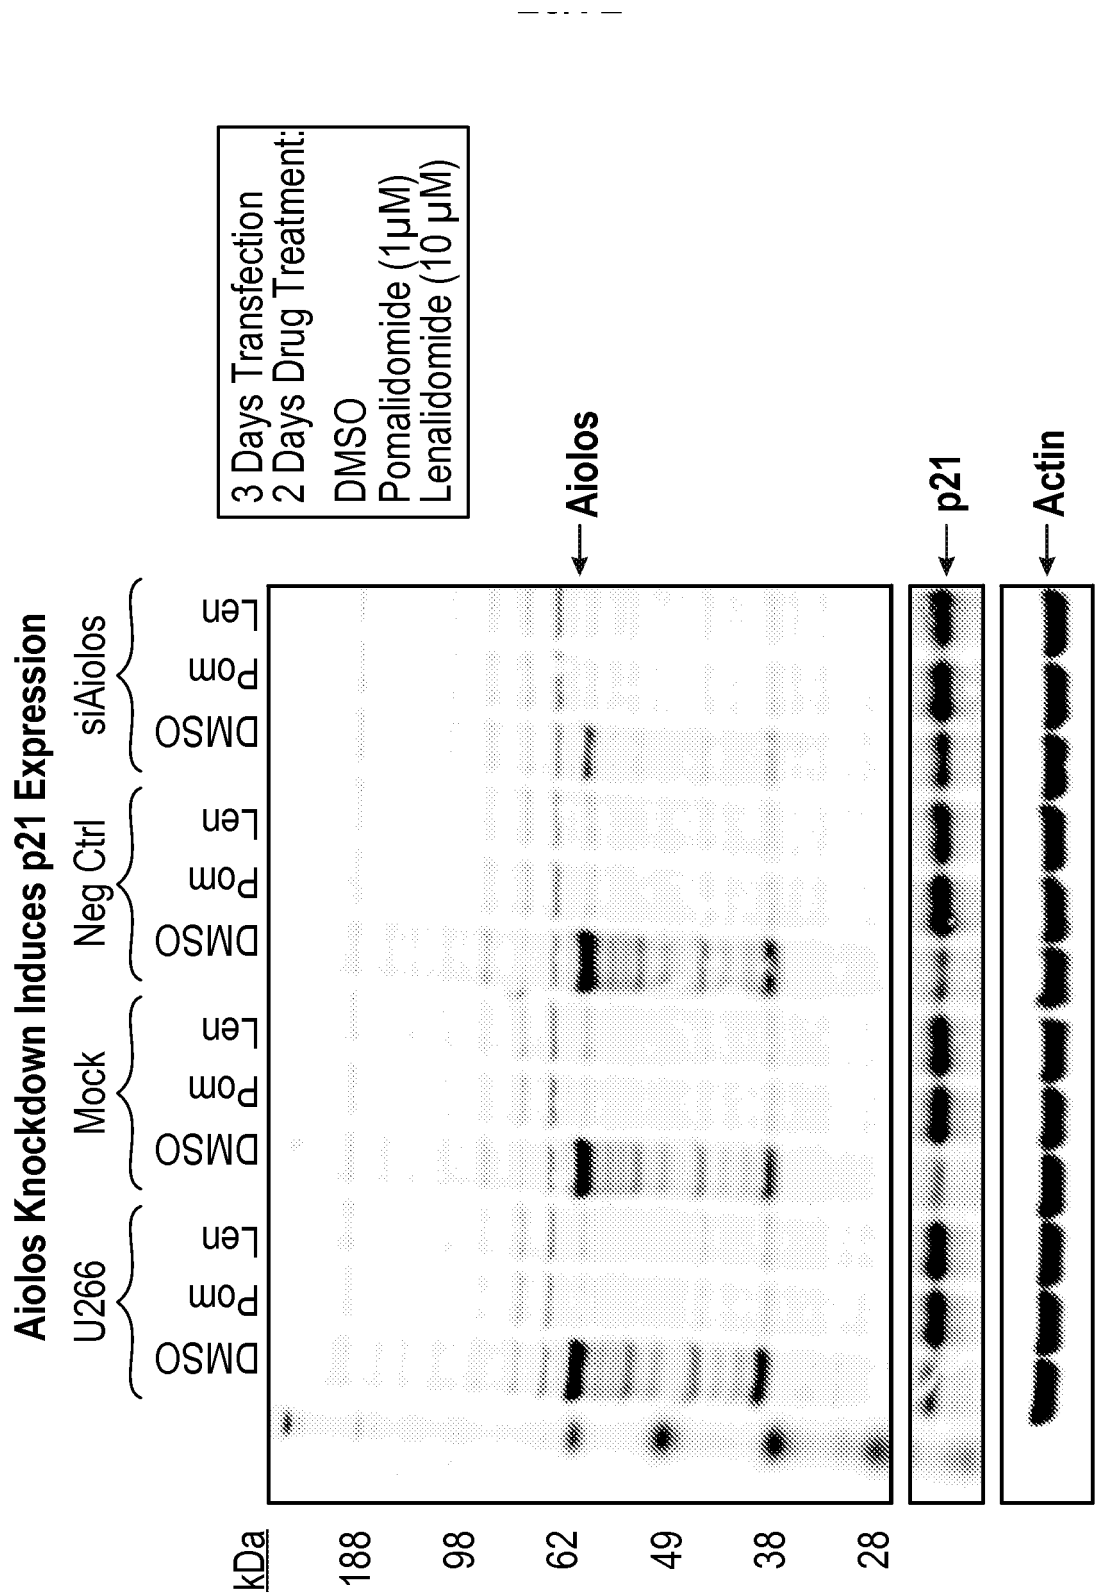 Aiolos Knockdown Induces p21 Expression
U266 Mock Neg Ctrl siAiolos
kDa DMSO Pom Len DMSO Pom Len DMSO Pom Len DMSO Pom Len
188
98
62
49
38
28
3 Days Transfection
2 Days Drug Treatment:
DMSO
Pomalidomide (1µM)
Lenalidomide (10 µM)
Aiolos
p21
Actin